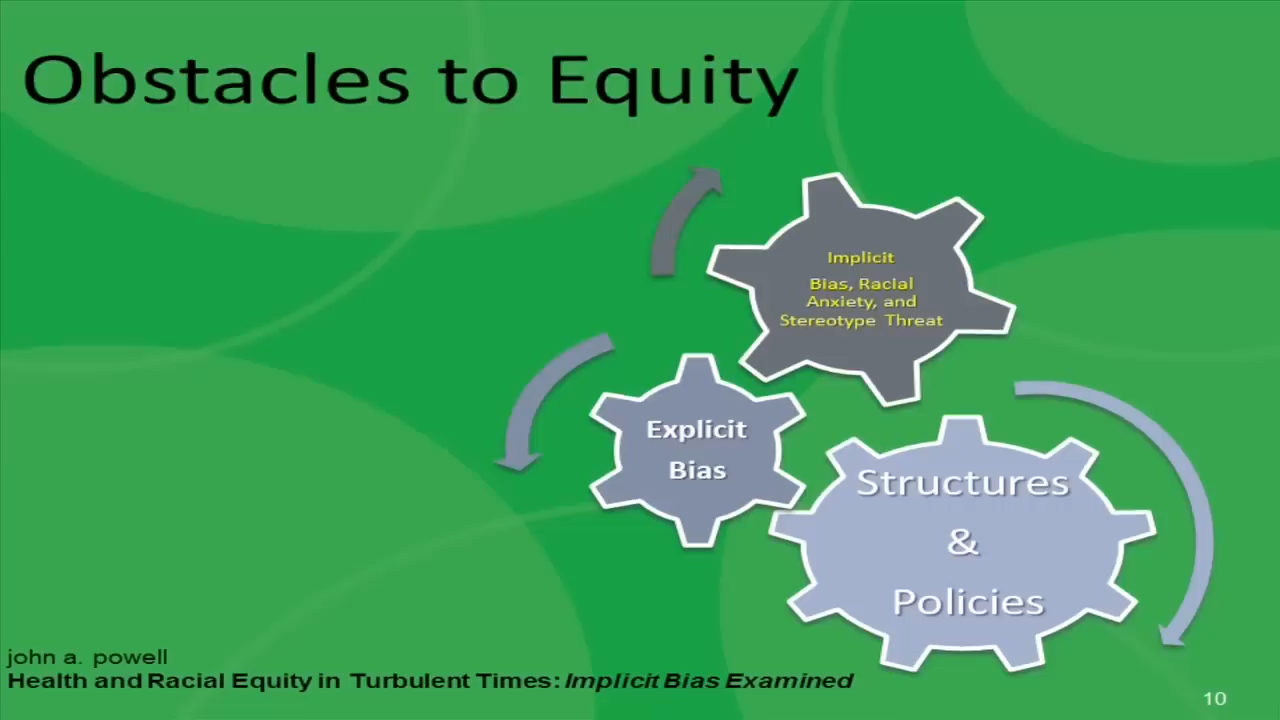 Obstacles to Equity
Implicit
Bias, Racial
Anxiety, and
Stereotype Threat
Explicit
Bias
Structures
&
Policies
john a. powell
Health and Racial Equity in Turbulent Times: Implicit Bias Examined
10